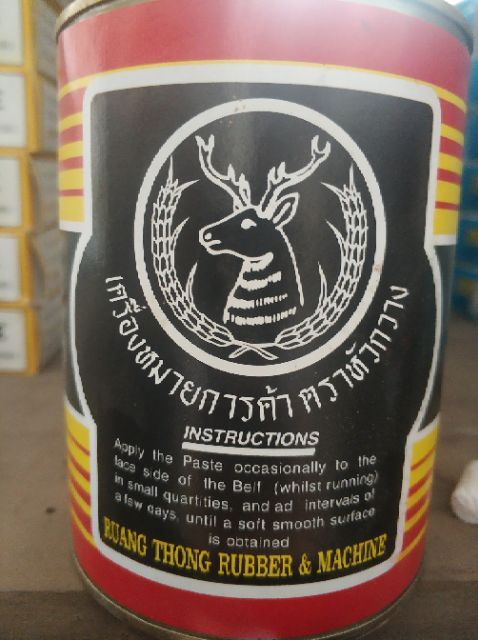 เครื่องหมายการค้า ตราหัวกวาง
INSTRUCTIONS
Apply the Paste occasionally to the
face side of the Belf (whilst running)
in small quartities, and ad intervals of
a few days, until a soft smooth surface
is obtained
RUANG THONG RUBBER & MACHINE